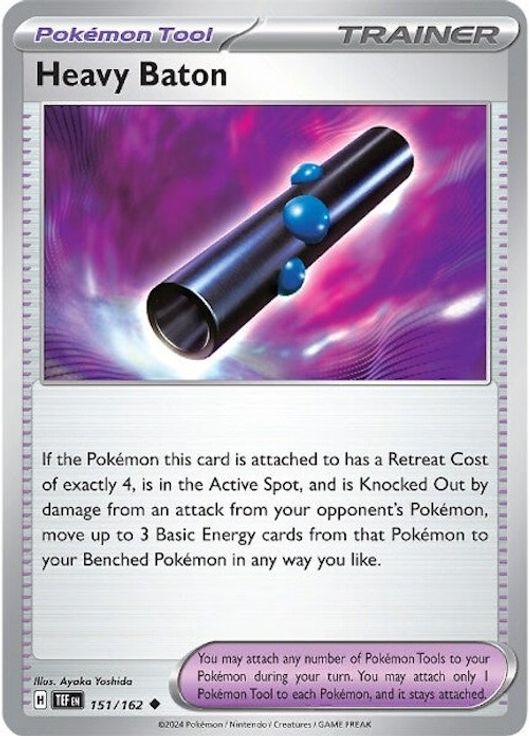 Pokémon Tool
TRAINER
Heavy Baton
If the Pokémon this card is attached to has a Retreat Cost
of exactly 4, is in the Active Spot, and is Knocked Out by
damage from an attack from your opponent's Pokémon,
move up to 3 Basic Energy cards from that Pokémon to
your Benched Pokémon in any way you like.
You may attach any number of Pokémon Tools to your
Pokémon during your turn. You may attach only 1
Pokémon Tool to each Pokémon, and it stays attached.
Illus. Ayaka Yoshida
H TEF EN 151/162 ◆
©2024 Pokémon / Nintendo / Creatures / GAME FREAK